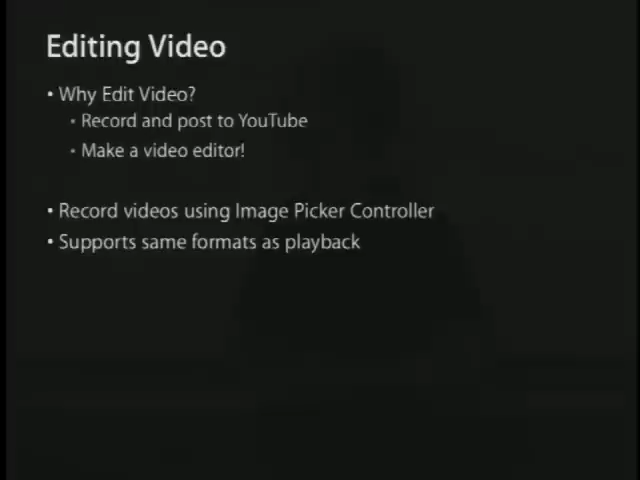 Editing Video
• Why Edit Video?
• Record and post to YouTube
• Make a video editor!
• Record videos using Image Picker Controller
• Supports same formats as playback